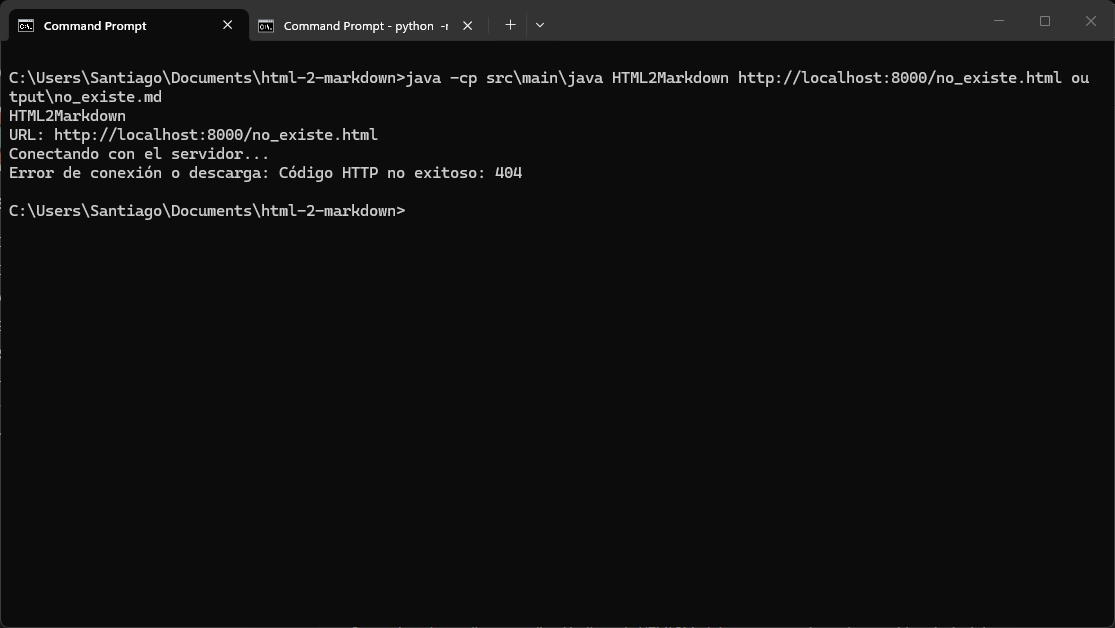 Command Prompt
Command Prompt - python -
C:\Users\Santiago\Documents\html-2-markdown>java -cp src\main\java HTML2Markdown http://localhost:8000/no_existe.html ou
tput\no_existe.md
HTML2Markdown
URL: http://localhost:8000/no_existe.html
Conectando con el servidor...
Error de conexión o descarga: Código HTTP no exitoso: 404
C:\Users\Santiago\Documents\html-2-markdown>